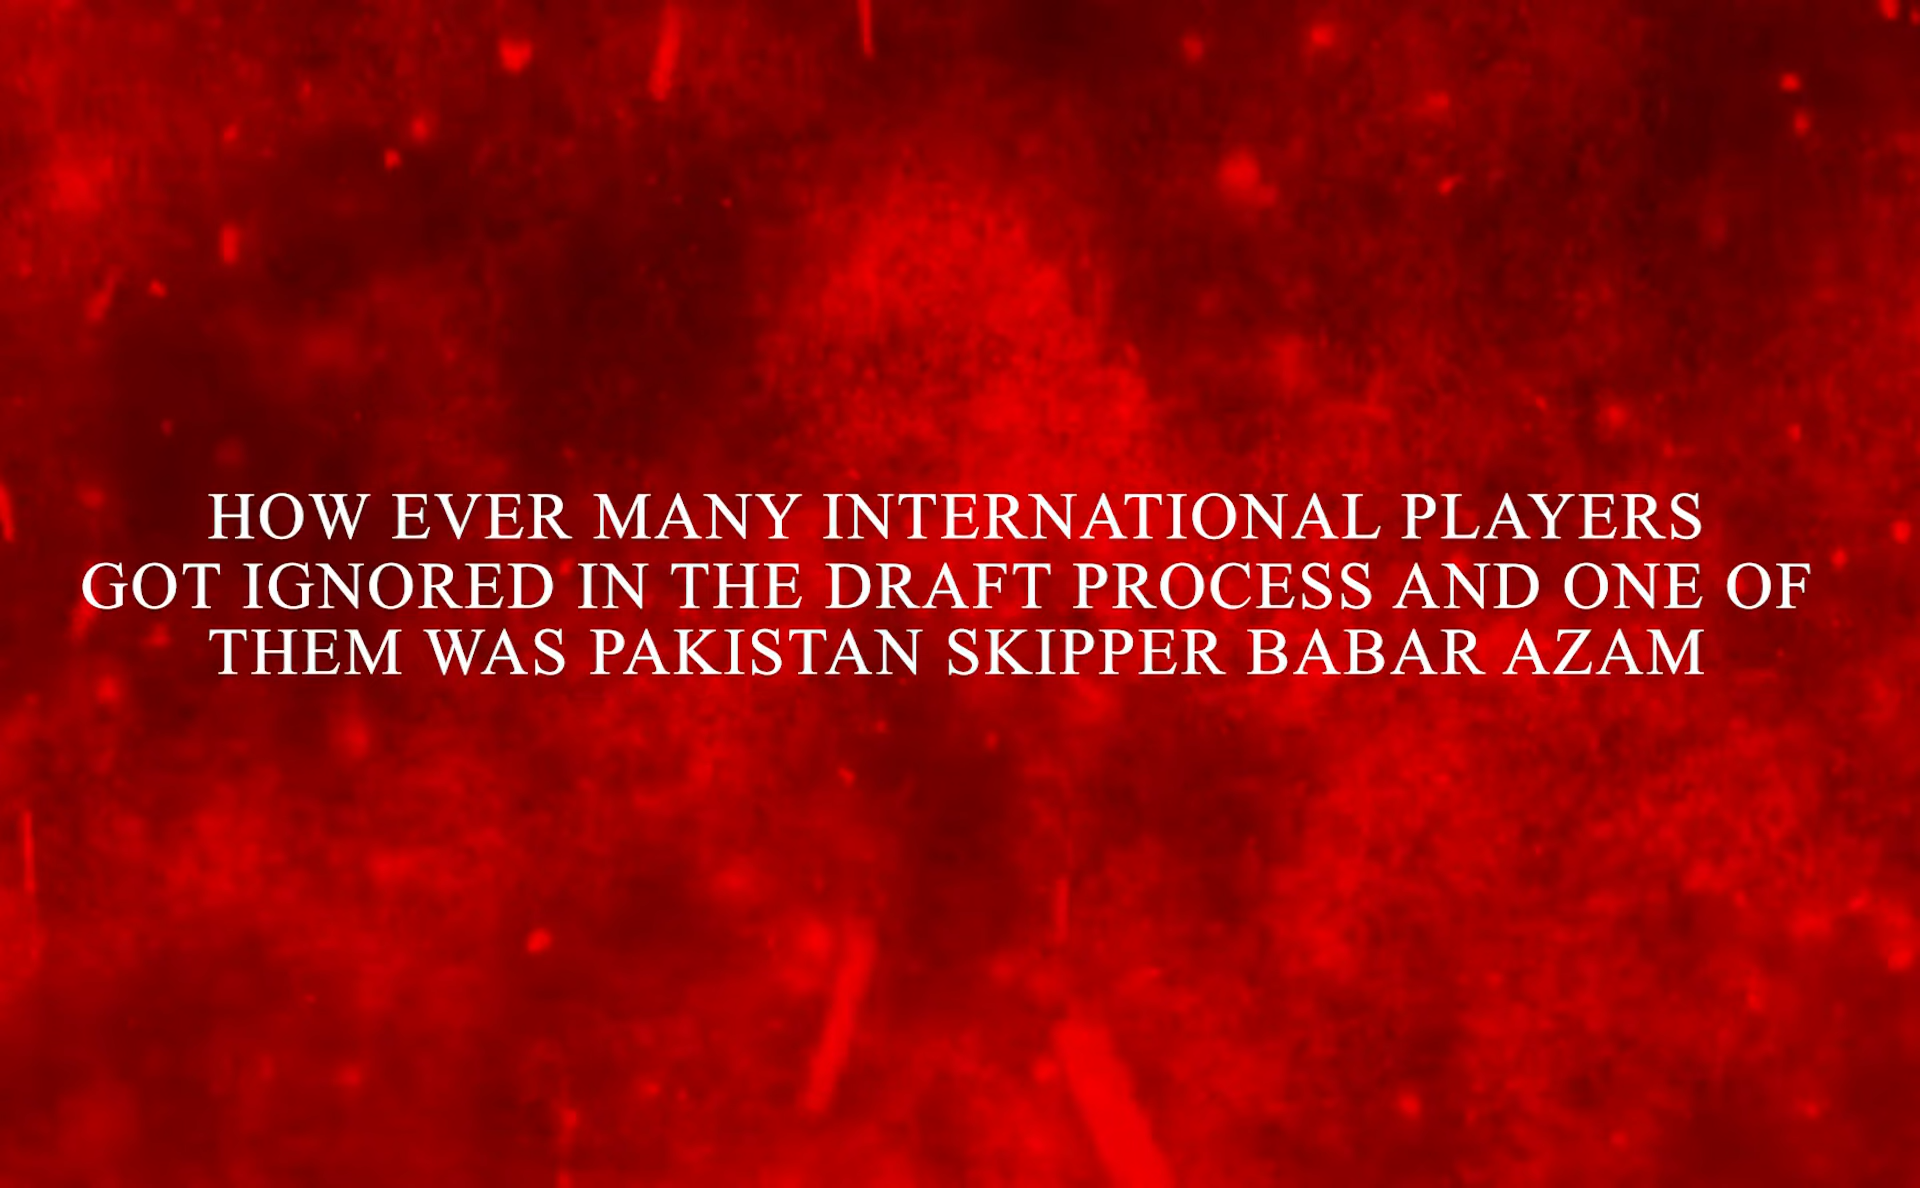 HOW EVER MANY INTERNATIONAL PLAYERS
GOT IGNORED IN THE DRAFT PROCESS AND ONE OF
THEM WAS PAKISTAN SKIPPER BABAR AZAM